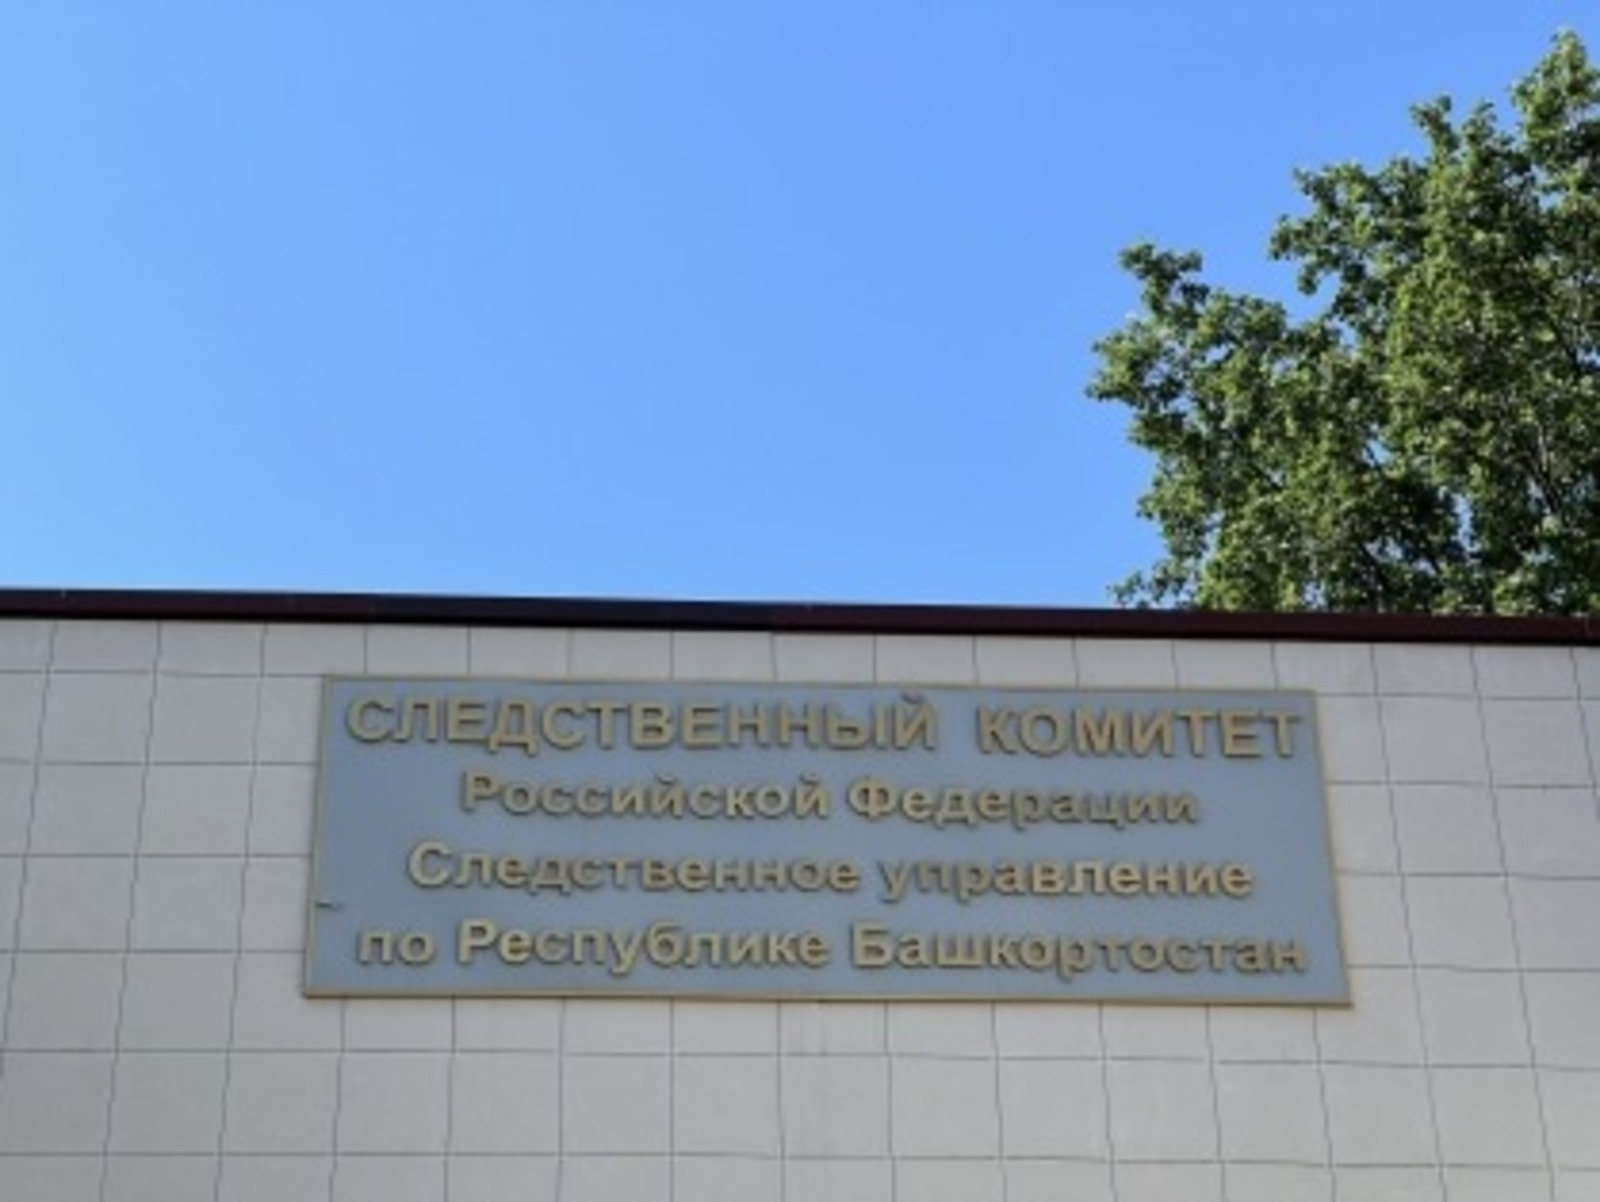 СЛЕДСТВЕННЫЙ КОМИТЕТ
Российской Федерации
Следственное управление
по Республике Башкортостан